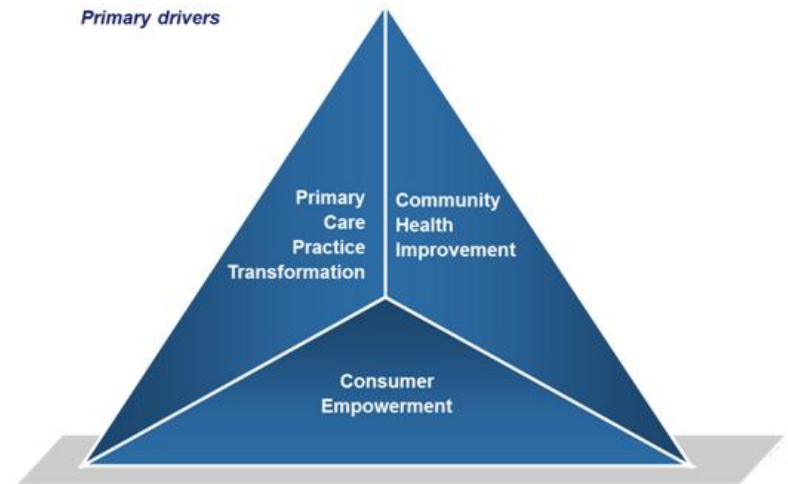 Primary drivers
Primary
Care
Practice
Transformation
Community
Health
Improvement
Consumer
Empowerment